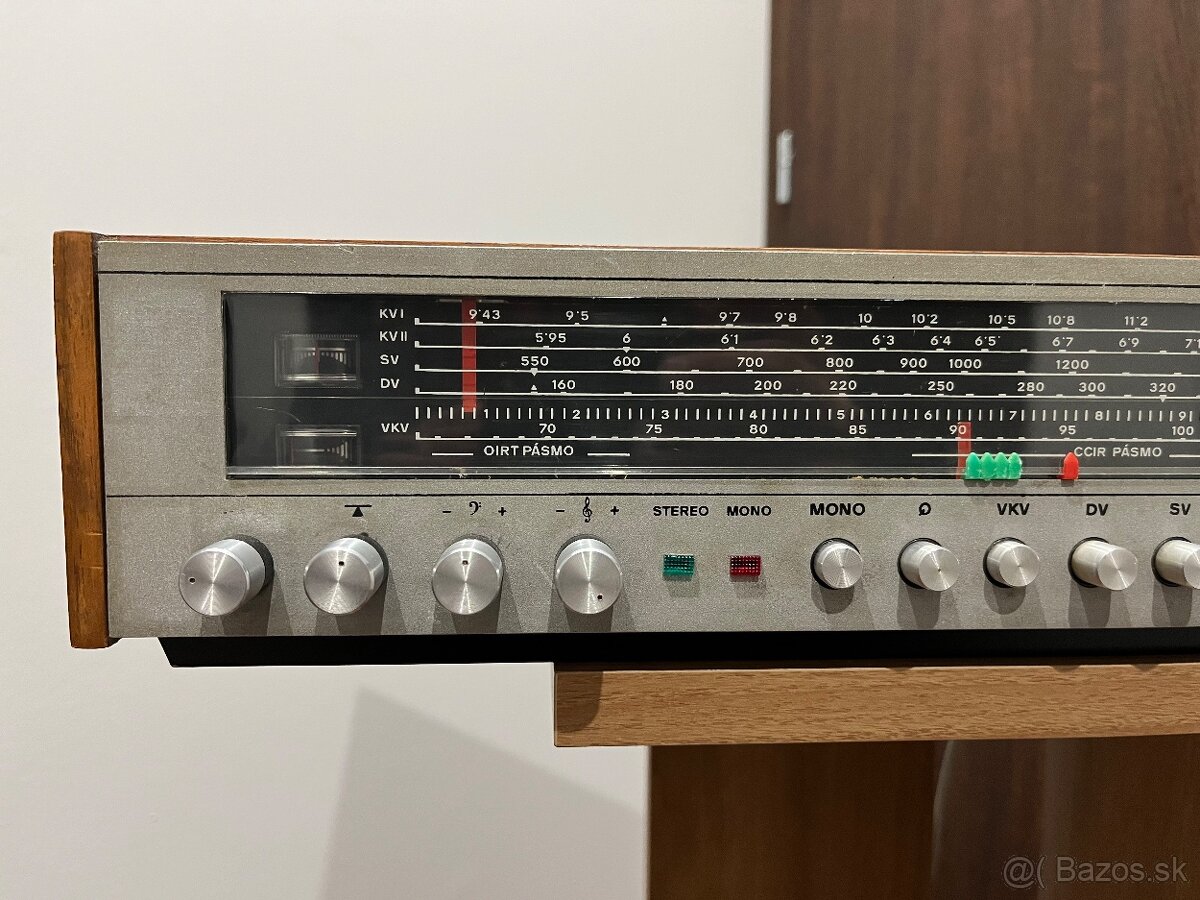 KV I 9'43 9'5 9'7 9'8 10 10'2 10'5 10'8 11'2
KV II 5'95 6 6'1 6'2 6'3 6'4 6'5 6'7 6'9 7'1
SV 550 600 700 800 900 1000 1200
DV 160 180 200 220 250 280 300 320
1 2 3 4 5 6 7 8 9
VKV 70 75 80 85 90 95 100
OIRT PÁSMO CCIR PÁSMO
- + - + STEREO MONO MONO VKV DV SV
@( Bazos.sk